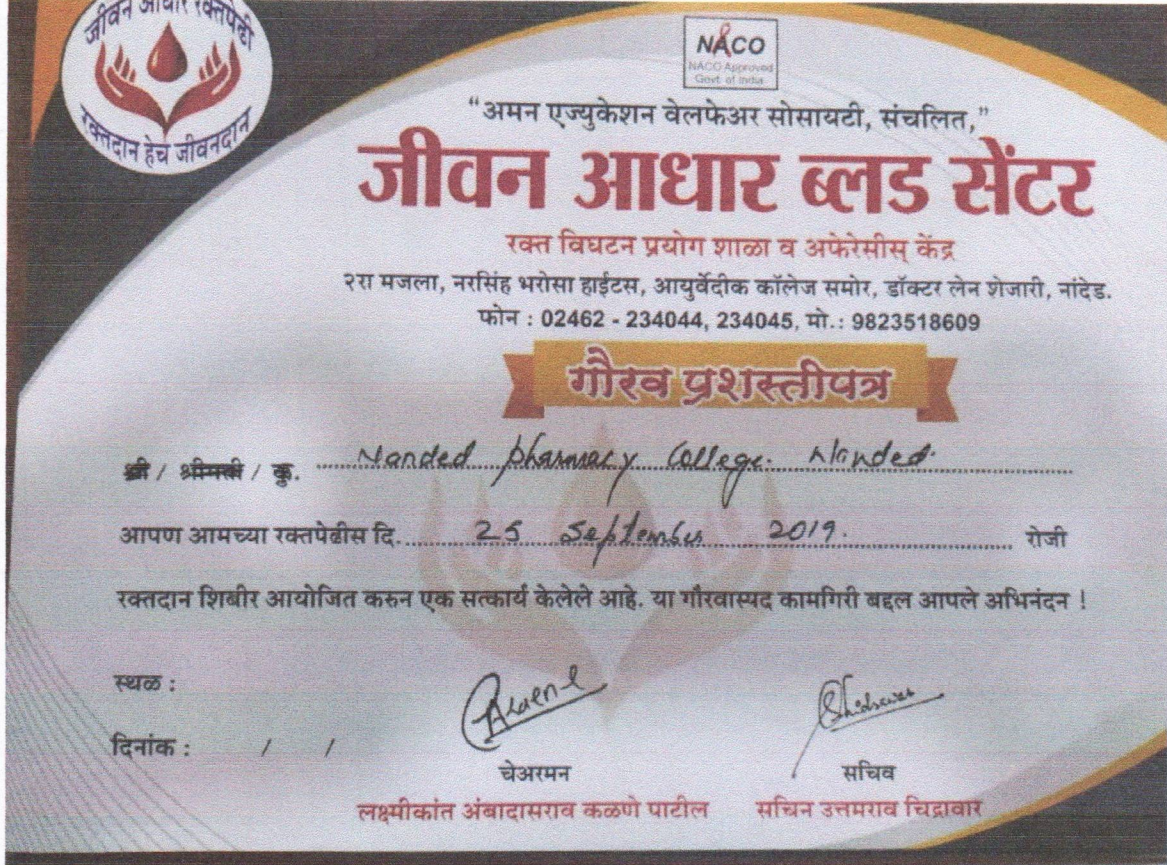 जीवन आधार रक्तपेढी
रक्तदान हेच जीवनदान
NACO
NACO Approved
Govt. of India
“अमन एज्युकेशन वेलफेअर सोसायटी, संचलित,”
जीवन आधार ब्लड सेंटर
रक्त विघटन प्रयोग शाळा व अफेरेसीस् केंद्र
२रा मजला, नरसिंह भरोसा हाईटस, आयुर्वेदीक कॉलेज समोर, डॉक्टर लेन शेजारी, नांदेड.
फोन : 02462 - 234044, 234045, मो.: 9823518609
गौरव प्रशस्तीपत्र
श्री / श्रीमती / कु. Nanded pharmacy College. Nanded.
आपण आमच्या रक्तपेढीस दि. 25 September 2019. रोजी
रक्तदान शिबीर आयोजित करुन एक सत्कार्य केलेले आहे. या गौरवास्पद कामगिरी बद्दल आपले अभिनंदन !
स्थळ :
दिनांक : / /
चेअरमन सचिव
लक्ष्मीकांत अंबादासराव कळणे पाटील सचिन उत्तमराव चिद्रावार